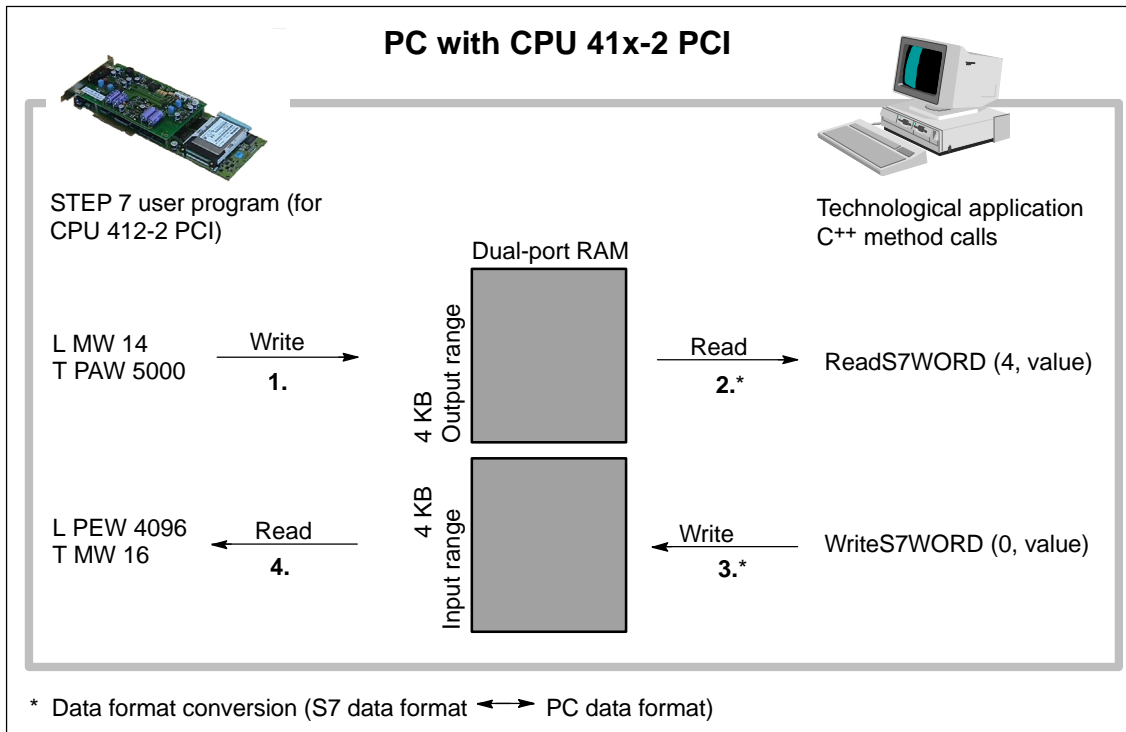 PC with CPU 41x-2 PCI
STEP 7 user program (for
CPU 412-2 PCI)
Technological application
C++ method calls
Dual-port RAM
L MW 14
T PAW 5000
Write
1.
4 KB
Output range
Read
2.*
ReadS7WORD (4, value)
L PEW 4096
T MW 16
Read
4.
4 KB
Input range
Write
3.*
WriteS7WORD (0, value)
* Data format conversion (S7 data format ◄─► PC data format)